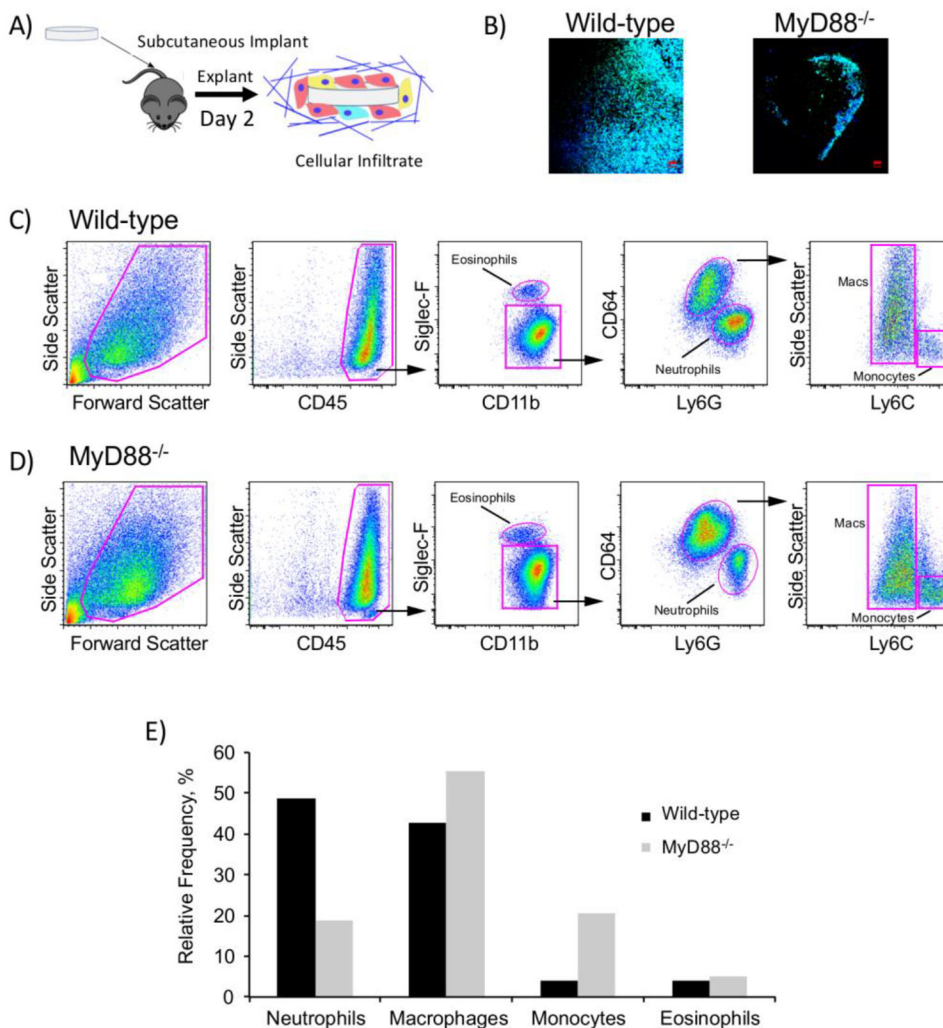 A)
Subcutaneous Implant
Explant
Day 2
Cellular Infiltrate
B)
Wild-type
MyD88-/-
C)
Wild-type
Side Scatter
Forward Scatter
Side Scatter
CD45
Eosinophils
Siglec-F
CD11b
CD64
Neutrophils
Ly6G
Side Scatter
Macs
Monocytes
Ly6C
D)
MyD88-/-
Side Scatter
Forward Scatter
Side Scatter
CD45
Eosinophils
Siglec-F
CD11b
CD64
Neutrophils
Ly6G
Side Scatter
Macs
Monocytes
Ly6C
E)
Relative Frequency, %
60
50
40
30
20
10
0
Wild-type
MyD88-/-
Neutrophils Macrophages Monocytes Eosinophils